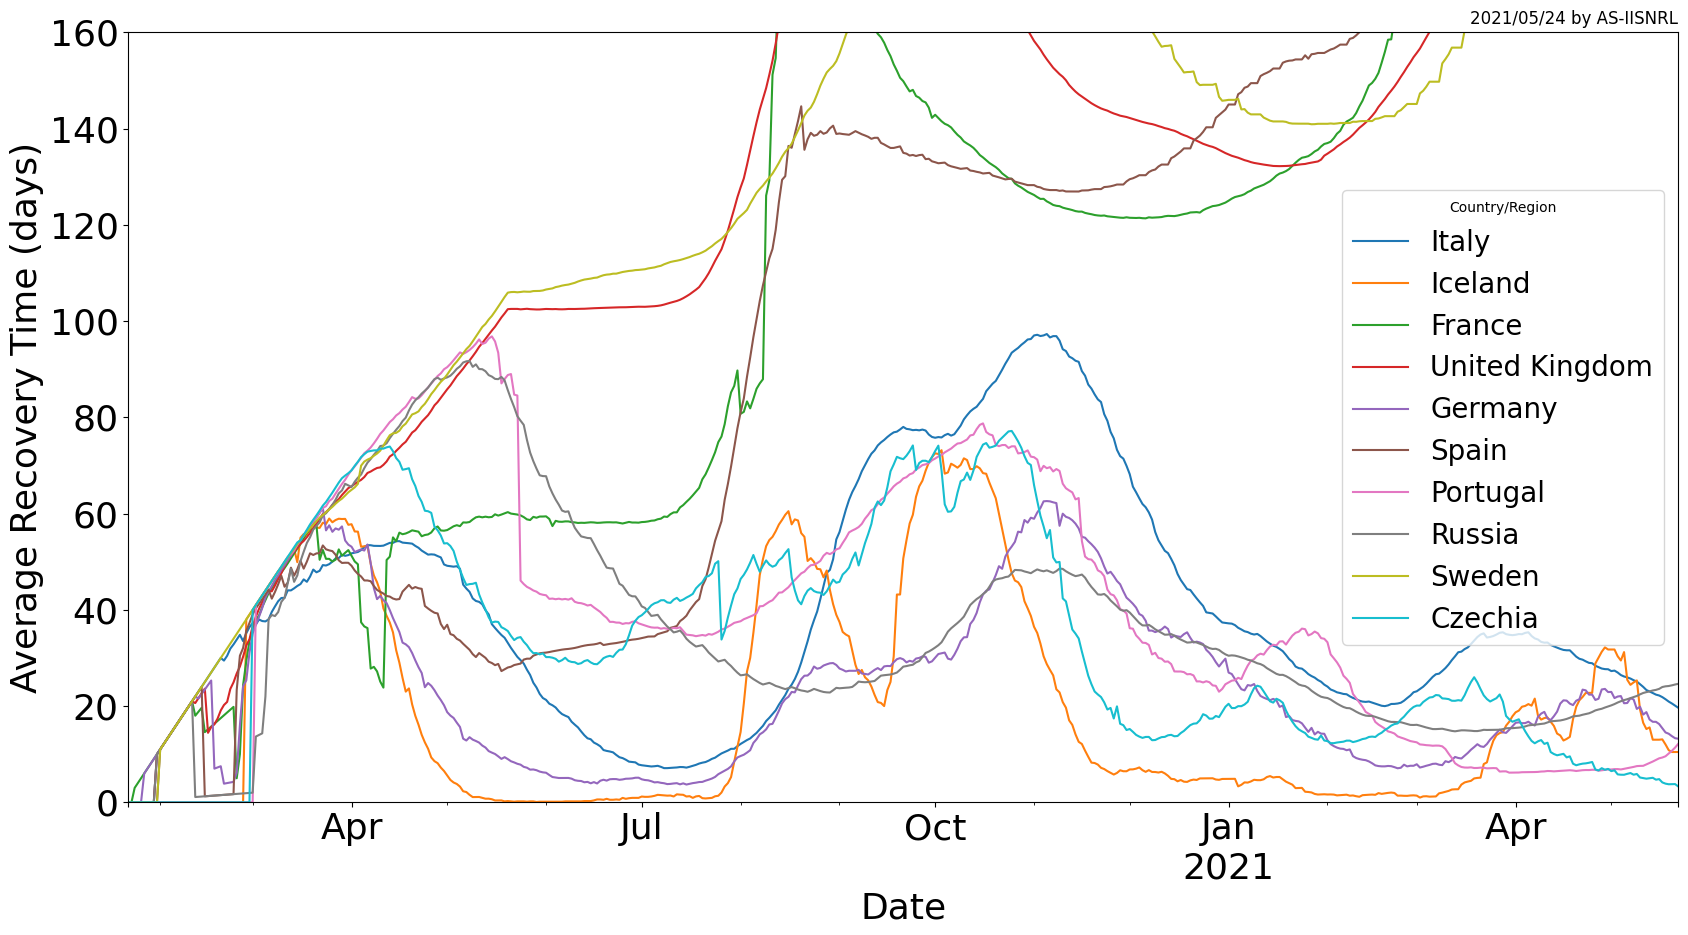 2021/05/24 by AS-IISNRL
160
140
120
100
80
60
40
20
0
Average Recovery Time (days)
Country/Region
Italy
Iceland
France
United Kingdom
Germany
Spain
Portugal
Russia
Sweden
Czechia
Apr
Jul
Oct
Jan
2021
Apr
Date